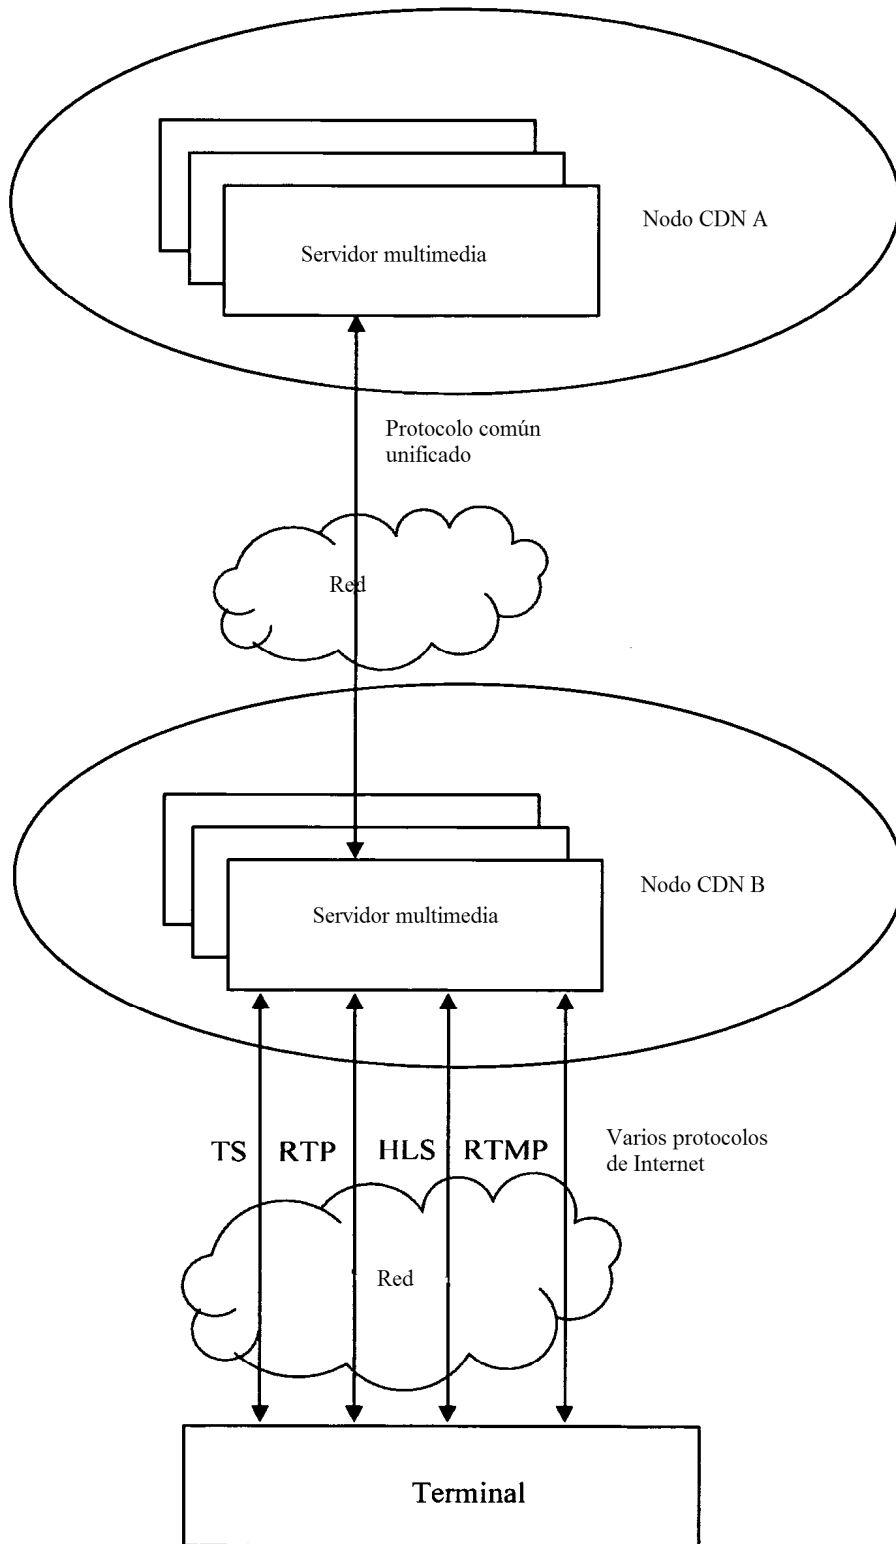 Nodo CDN A
Servidor multimedia
Protocolo común
unificado
Red
Nodo CDN B
Servidor multimedia
TS RTP HLS RTMP
Varios protocolos
de Internet
Red
Terminal